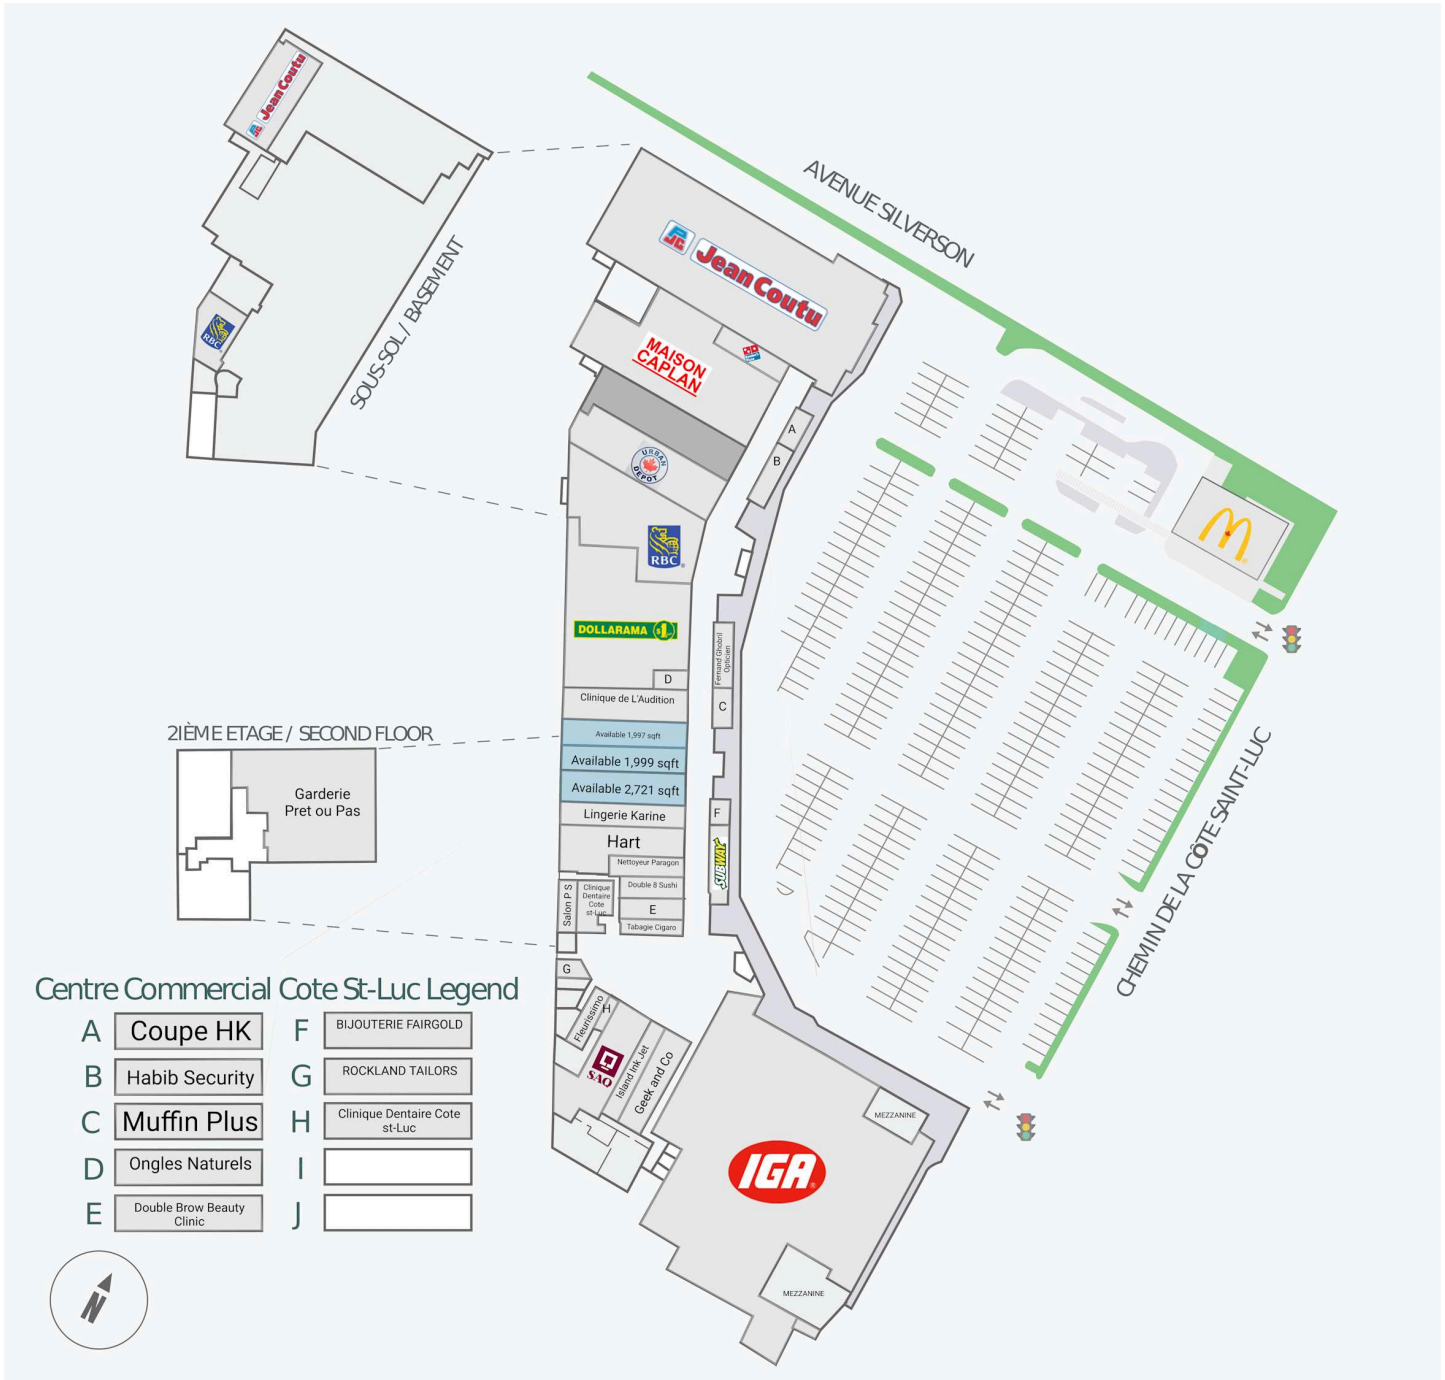 Jean Coutu
AVENUE SILVERSON
Jean Coutu
SOUS-SOL / BASEMENT
RBC
MAISON
CAPLAN
A
B
URBAN
DEPOT
RBC
DOLLARAMA $1
Fernand Ghobril
Opticien
D
Clinique de L'Audition
C
Available 1,997 sqft
Available 1,999 sqft
Available 2,721 sqft
Lingerie Karine
F
Hart
Nettoyeur Paragon
SUBWAY
Double 8 Sushi
Salon P S
Clinique
Dentaire
Cote
st-Luc
E
Tabagie Cigaro
CHEMIN DE LA CÔTE SAINT-LUC
2IÈME ETAGE / SECOND FLOOR
Garderie
Pret ou Pas
G
Fleurissimo
H
SAQ
Island Ink Jet
Geek and Co
MEZZANINE
IGA
MEZZANINE
Centre Commercial Cote St-Luc Legend
A Coupe HK
B Habib Security
C Muffin Plus
D Ongles Naturels
E Double Brow Beauty
Clinic
F BIJOUTERIE FAIRGOLD
G ROCKLAND TAILORS
H Clinique Dentaire Cote
st-Luc
I
J
N